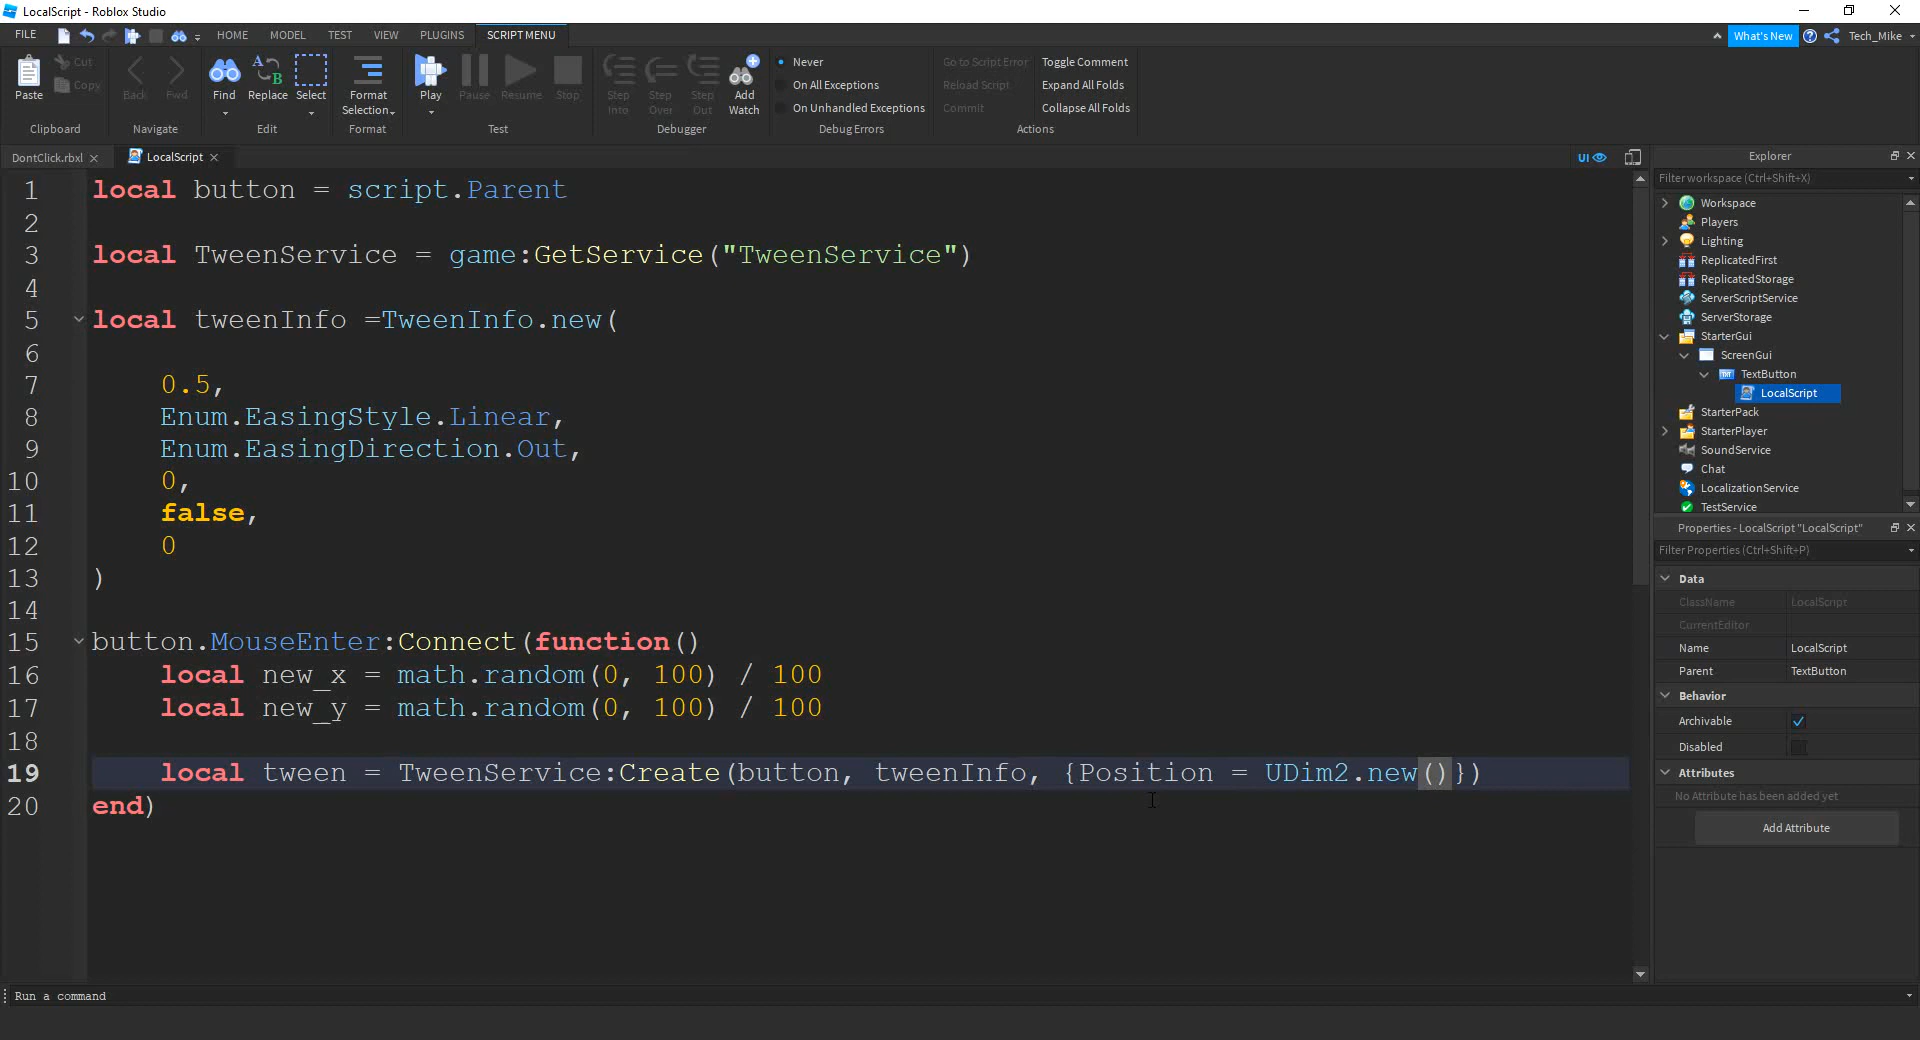 LocalScript - Roblox Studio
FILE HOME MODEL TEST VIEW PLUGINS SCRIPT MENU What's New Tech_Mike
Paste Cut Copy Back Fwd Find Replace Select Format Selection Play Pause Resume Stop Step Into Step Over Step Out Add Watch
Never
On All Exceptions
On Unhandled Exceptions
Go to Script Error
Reload Script
Commit
Toggle Comment
Expand All Folds
Collapse All Folds
Clipboard Navigate Edit Format Test Debugger Debug Errors Actions
DontClick.rbxl LocalScript UI
1 local button = script.Parent
2
3 local TweenService = game:GetService("TweenService")
4
5 local tweenInfo =TweenInfo.new(
6
7 0.5,
8 Enum.EasingStyle.Linear,
9 Enum.EasingDirection.Out,
10 0,
11 false,
12 0
13 )
14
15 button.MouseEnter:Connect(function()
16 local new_x = math.random(0, 100) / 100
17 local new_y = math.random(0, 100) / 100
18
19 local tween = TweenService:Create(button, tweenInfo, {Position = UDim2.new()})
20 end)
Explorer
Filter workspace (Ctrl+Shift+X)
Workspace
Players
Lighting
ReplicatedFirst
ReplicatedStorage
ServerScriptService
ServerStorage
StarterGui
ScreenGui
TextButton
LocalScript
StarterPack
StarterPlayer
SoundService
Chat
LocalizationService
TestService
Properties - LocalScript "LocalScript"
Filter Properties (Ctrl+Shift+P)
Data
ClassName LocalScript
CurrentEditor
Name LocalScript
Parent TextButton
Behavior
Archivable
Disabled
Attributes
No Attribute has been added yet
Add Attribute
Run a command